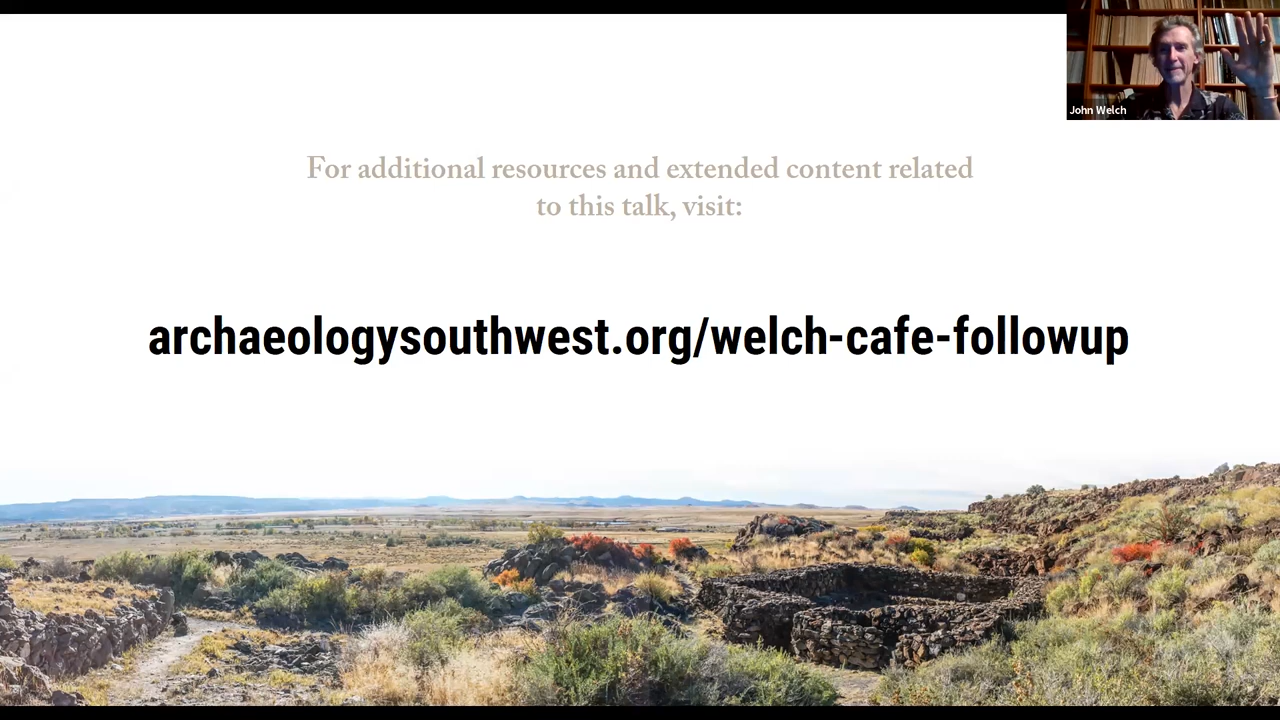 John Welch
For additional resources and extended content related
to this talk, visit:
archaeologysouthwest.org/welch-cafe-followup